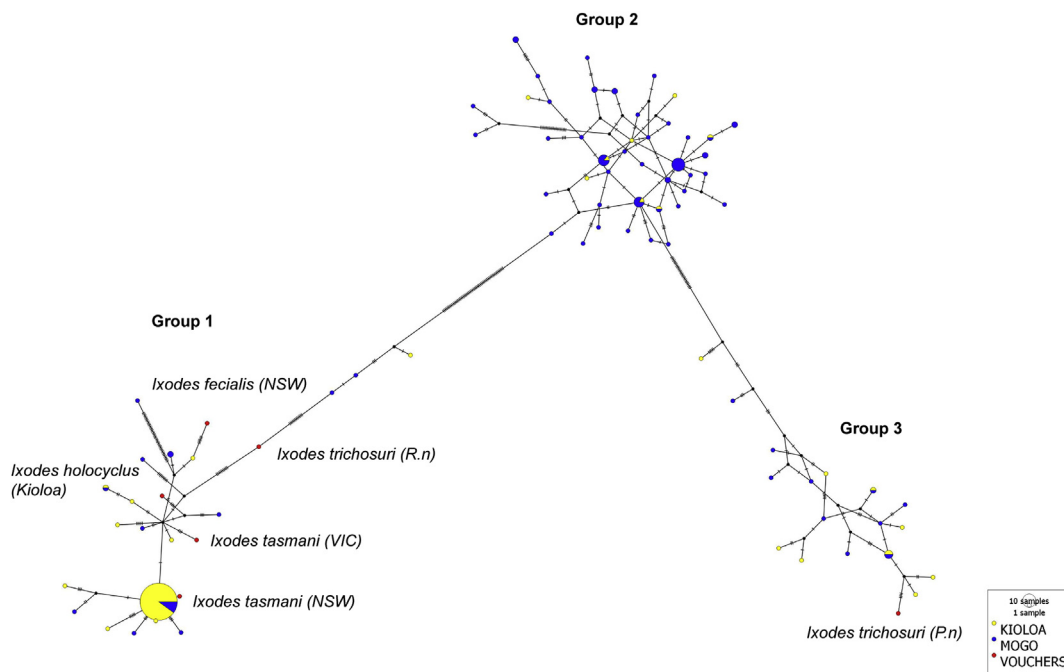 Group 2
Group 1
Ixodes fecialis (NSW)
Group 3
Ixodes trichosuri (R.n)
Ixodes holocyclus
(Kioloa)
Ixodes tasmani (VIC)
Ixodes tasmani (NSW)
Ixodes trichosuri (P.n)
10 samples
1 sample
KIOLOA
MOGO
VOUCHERS